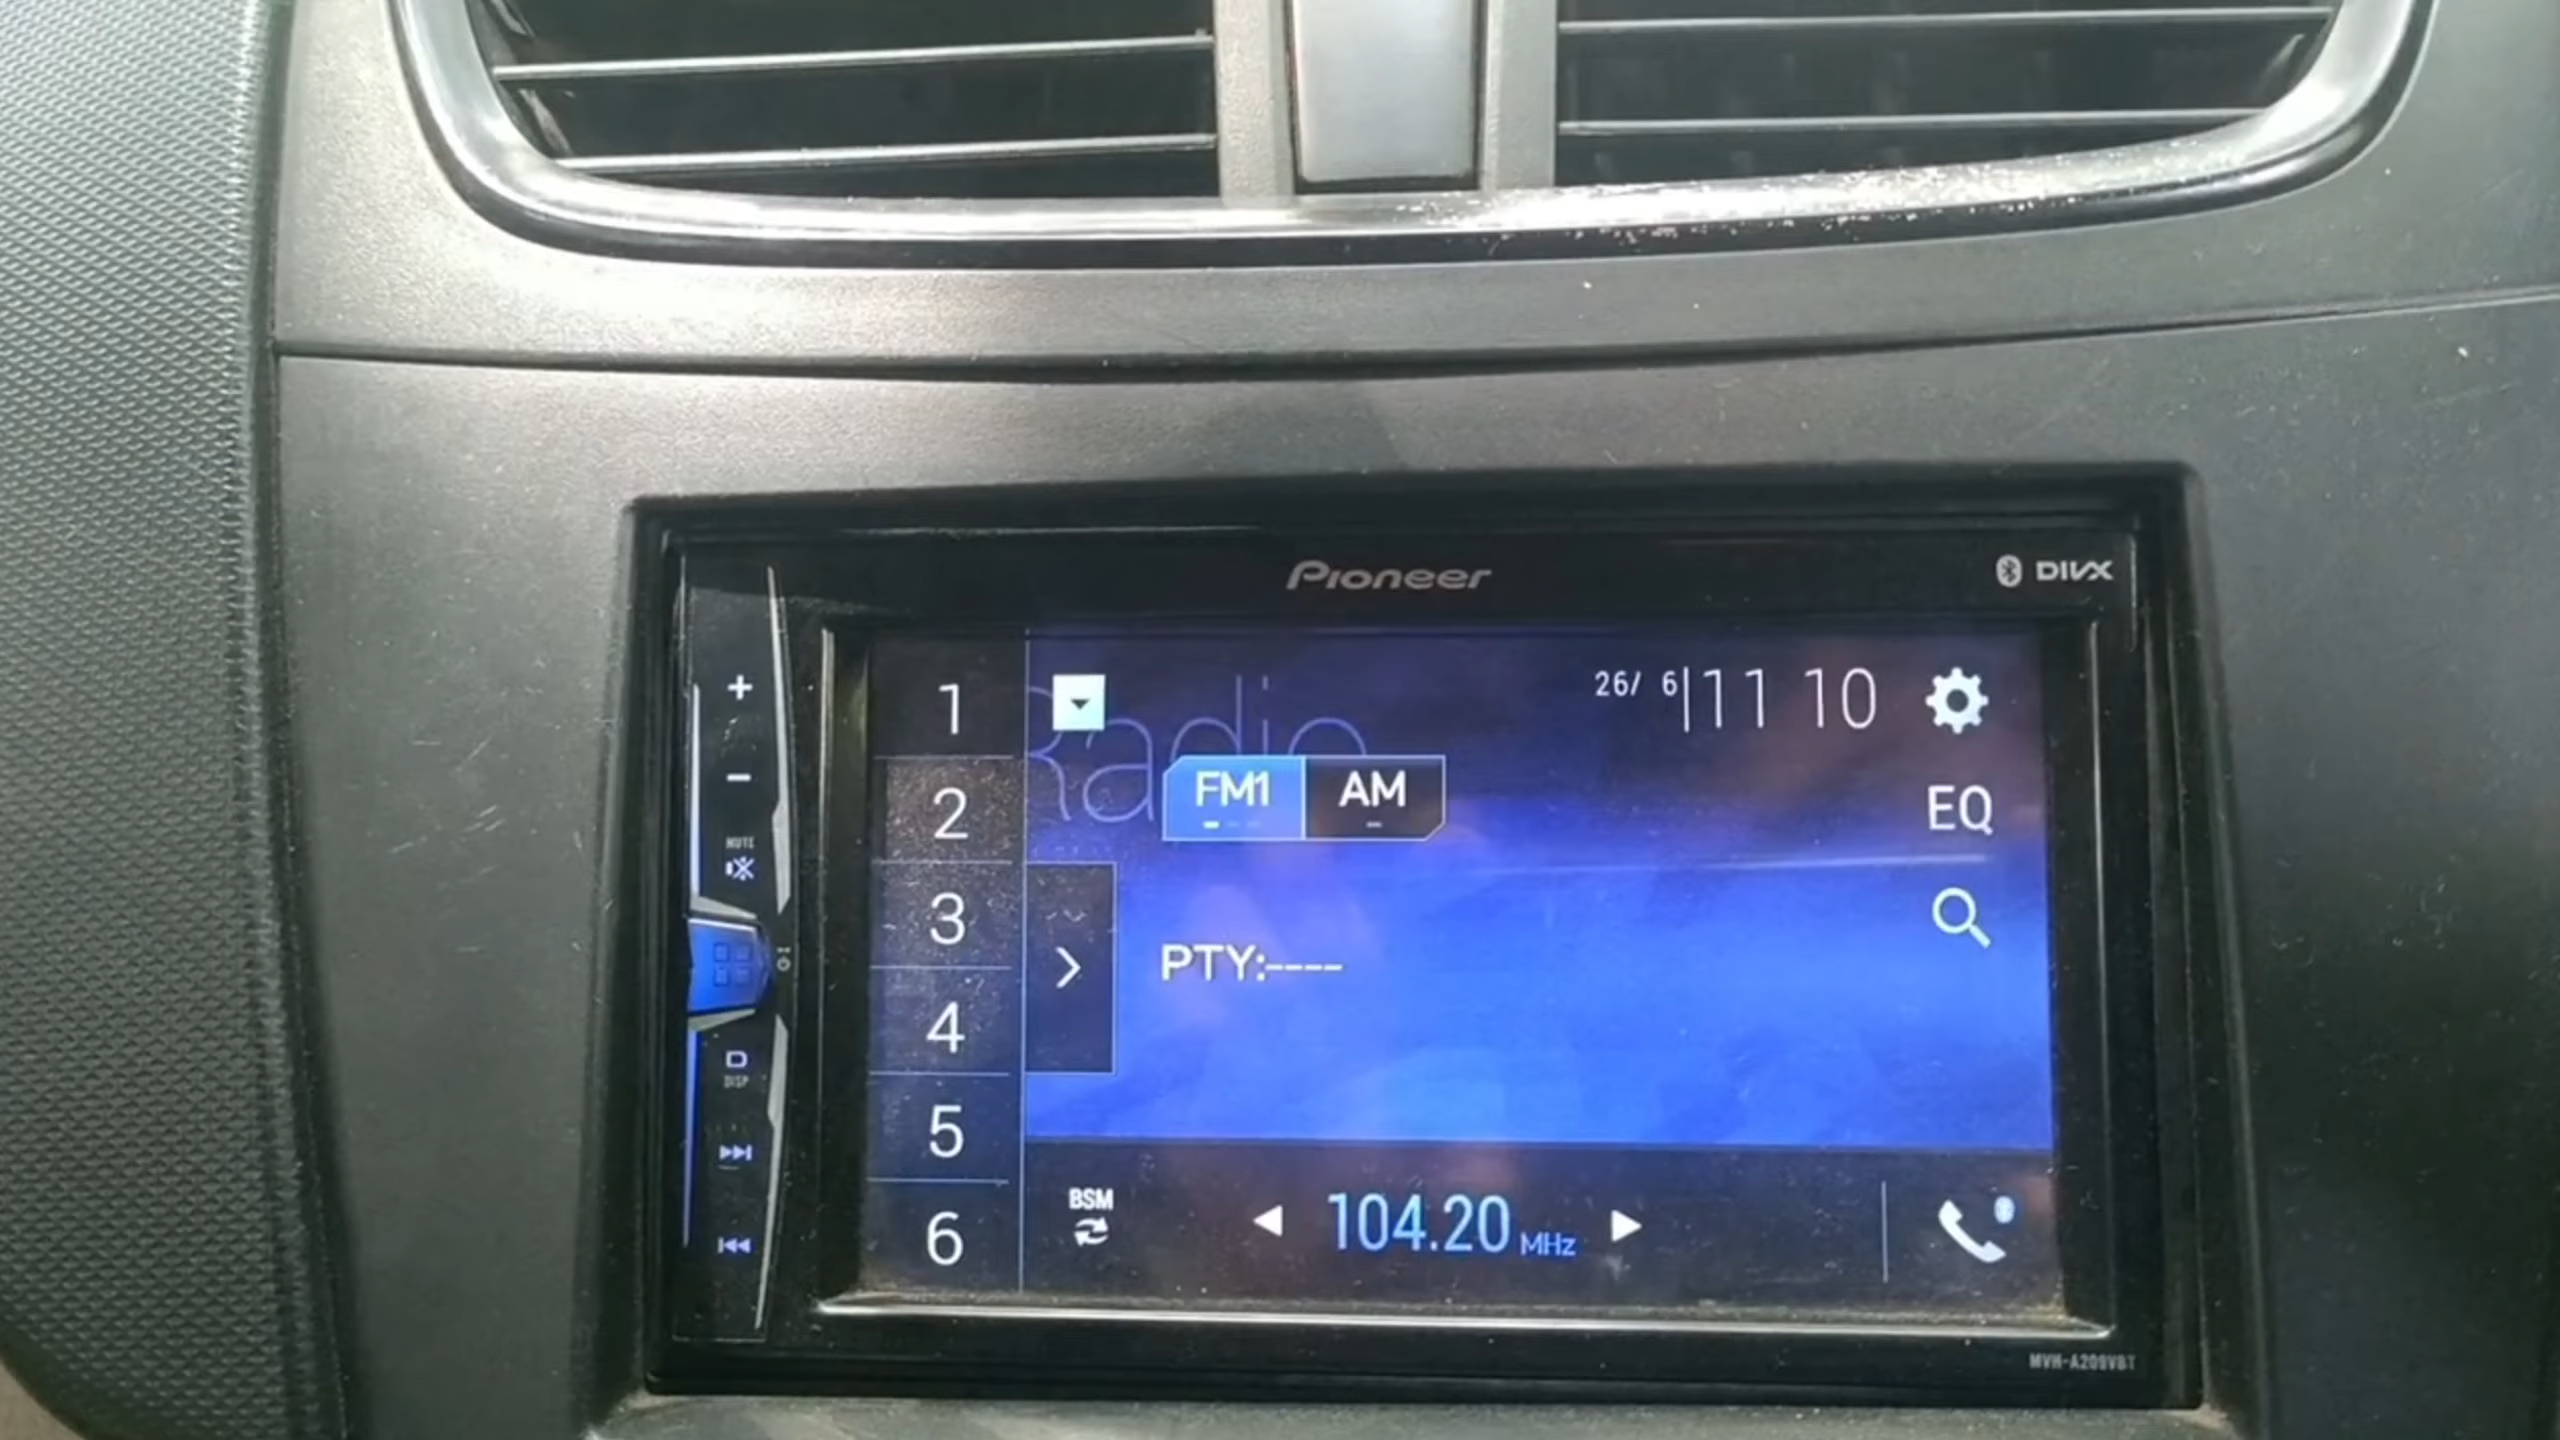 Pioneer
DIVX
+
-
MUTE
DISP
1
2
3
4
5
6
Radio
26/ 6|11 10
FM1
AM
EQ
PTY:----
BSM
104.20 MHz
MVH-A209VBT